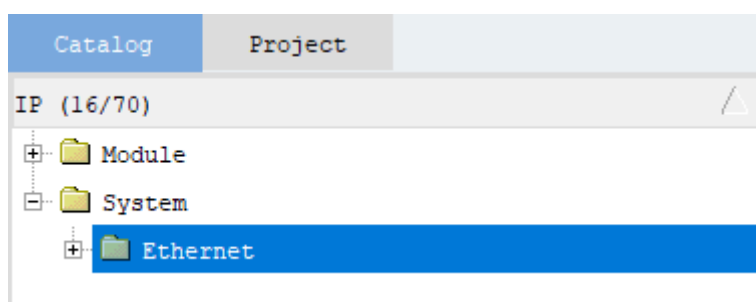 Catalog Project
IP (16/70)
Module
System
Ethernet